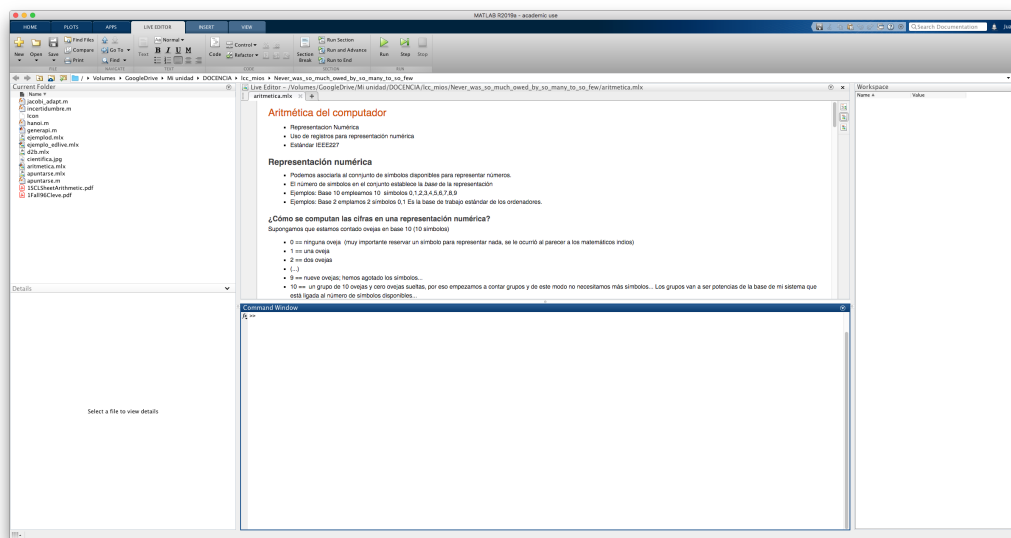 MATLAB R2019a - academic use
HOME PLOTS APPS LIVE EDITOR INSERT VIEW
Search Documentation
New Open Save Find Files Compare Print
Go To Find
Text Normal B I U M
Code Control Refactor
Section Break Run Section Run and Advance Run to End
Run Step Stop
FILE NAVIGATE TEXT CODE SECTION RUN
/ Volumes GoogleDrive Mi unidad DOCENCIA Icc_mios Never_was_so_much_owed_by_so_many_to_so_few
Current Folder
Name
jacobi_adapt.m
incertidumbre.m
Icon
hanoi.m
generapi.m
ejemplod.mlx
ejemplo_edlive.mlx
d2b.mlx
cientifica.jpg
aritmetica.mlx
apuntarse.mlx
apuntarse.m
1SCLSheetArithmetic.pdf
1Fall96Cleve.pdf
Details
Select a file to view details
Live Editor - /Volumes/GoogleDrive/Mi unidad/DOCENCIA/Icc_mios/Never_was_so_much_owed_by_so_many_to_so_few/aritmetica.mlx
aritmetica.mlx
Aritmética del computador
• Representacion Numérica
• Uso de registros para representación numérica
• Estándar IEEE227
Representación numérica
• Podemos asociarla al connjunto de símbolos disponibles para representar números.
• El número de símbolos en el conjunto establece la base de la representación
• Ejemplos: Base 10 empleamos 10 símbolos 0,1,2,3,4,5,6,7,8,9
• Ejemplos: Base 2 emplamos 2 símbolos 0,1 Es la base de trabajo estándar de los ordenadores.
¿Cómo se computan las cifras en una representación numérica?
Supongamos que estamos contado ovejas en base 10 (10 símbolos)
• 0 == ninguna oveja (muy importante reservar un símbolo para representar nada, se le ocurrió al parecer a los matemáticos indios)
• 1 == una oveja
• 2 == dos ovejas
• (...)
• 9 == nueve ovejas; hemos agotado los símbolos...
• 10 == un grupo de 10 ovejas y cero ovejas sueltas, por eso empezamos a contar grupos y de este modo no necesitamos más símbolos... Los grupos van a ser potencias de la base de mi sistema que
está ligada al número de símbolos disponibles...
Command Window
fx >>
Workspace
Name Value